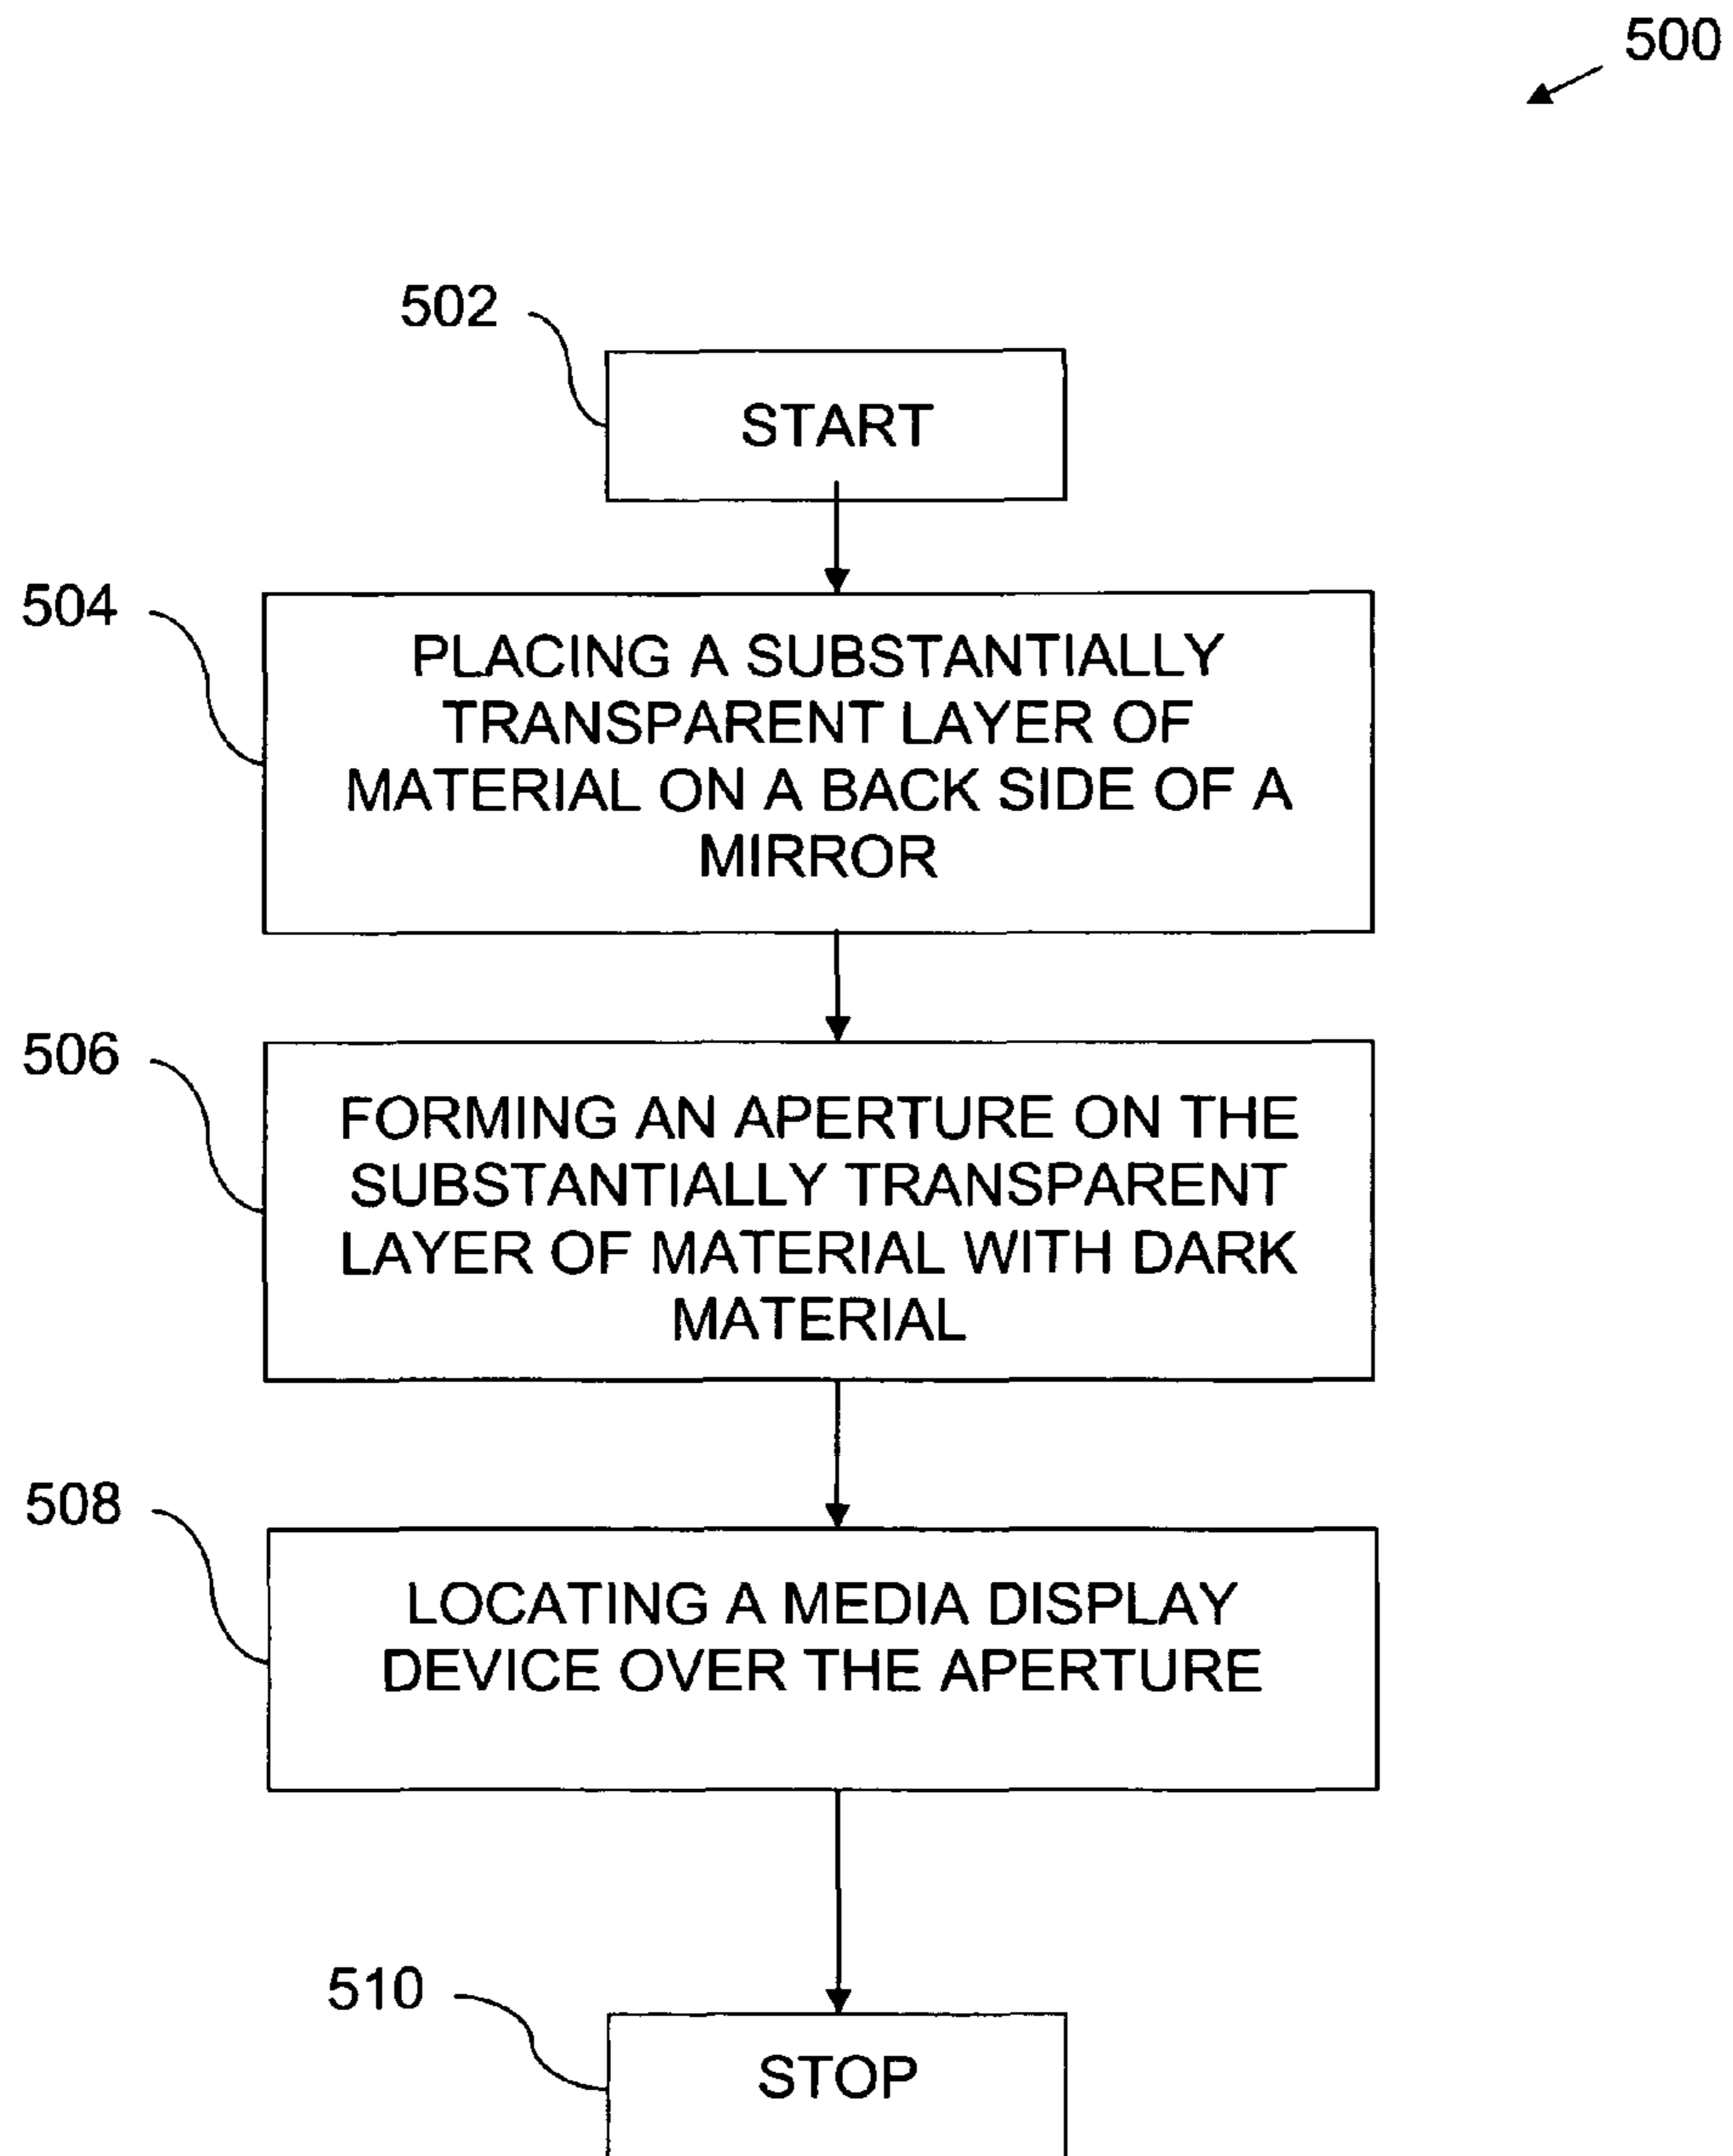 500
502
START
504
PLACING A SUBSTANTIALLY
TRANSPARENT LAYER OF
MATERIAL ON A BACK SIDE OF A
MIRROR
506
FORMING AN APERTURE ON THE
SUBSTANTIALLY TRANSPARENT
LAYER OF MATERIAL WITH DARK
MATERIAL
508
LOCATING A MEDIA DISPLAY
DEVICE OVER THE APERTURE
510
STOP